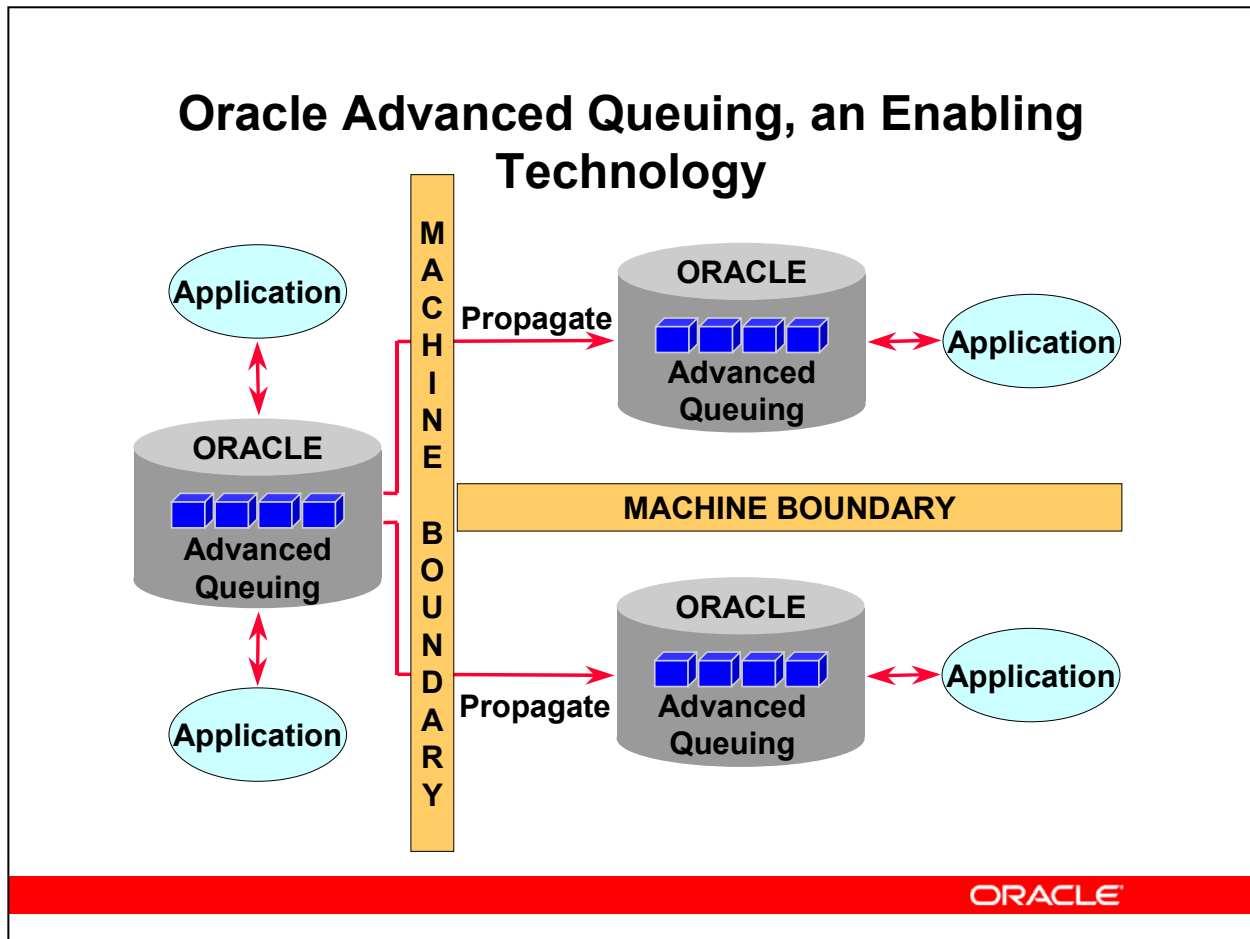 Oracle Advanced Queuing, an Enabling
Technology
Application
ORACLE
Advanced
Queuing
Application
MACHINE BOUNDARY
Propagate
ORACLE
Advanced
Queuing
Application
MACHINE BOUNDARY
Propagate
ORACLE
Advanced
Queuing
Application
ORACLE